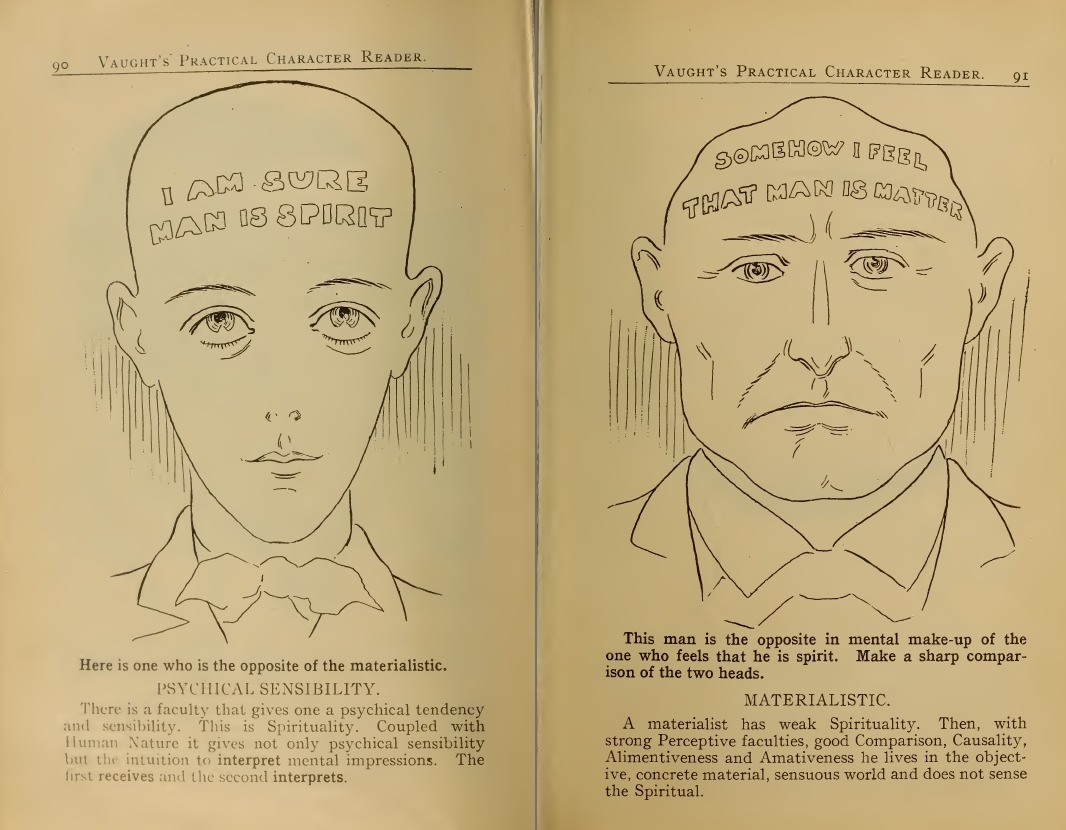 90 VAUGHT'S PRACTICAL CHARACTER READER.
I AM SURE
MAN IS SPIRIT
Here is one who is the opposite of the materialistic.
PSYCHICAL SENSIBILITY.
There is a faculty that gives one a psychical tendency
and sensibility. This is Spirituality. Coupled with
Human Nature it gives not only psychical sensibility
but the intuition to interpret mental impressions. The
first receives and the second interprets.
VAUGHT'S PRACTICAL CHARACTER READER. 91
SOMEHOW I FEEL
THAT MAN IS MATTER
This man is the opposite in mental make-up of the
one who feels that he is spirit. Make a sharp compar-
ison of the two heads.
MATERIALISTIC.
A materialist has weak Spirituality. Then, with
strong Perceptive faculties, good Comparison, Causality,
Alimentiveness and Amativeness he lives in the object-
ive, concrete material, sensuous world and does not sense
the Spiritual.